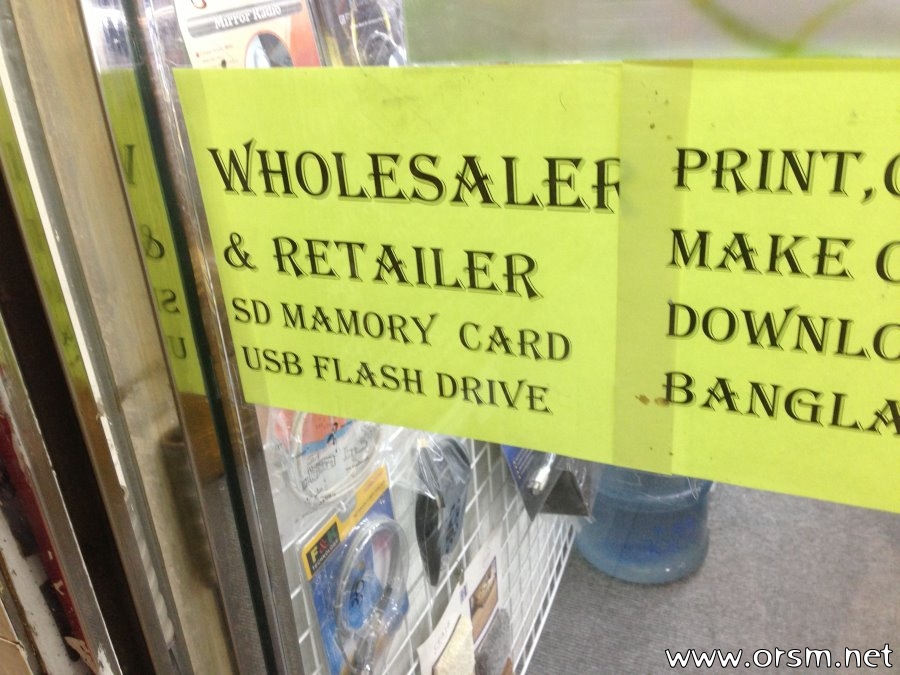 Mirror Radio
WHOLESALER
& RETAILER
SD MAMORY CARD
USB FLASH DRIVE
PRINT,
MAKE
DOWNLO
BANGLA
www.orsm.net